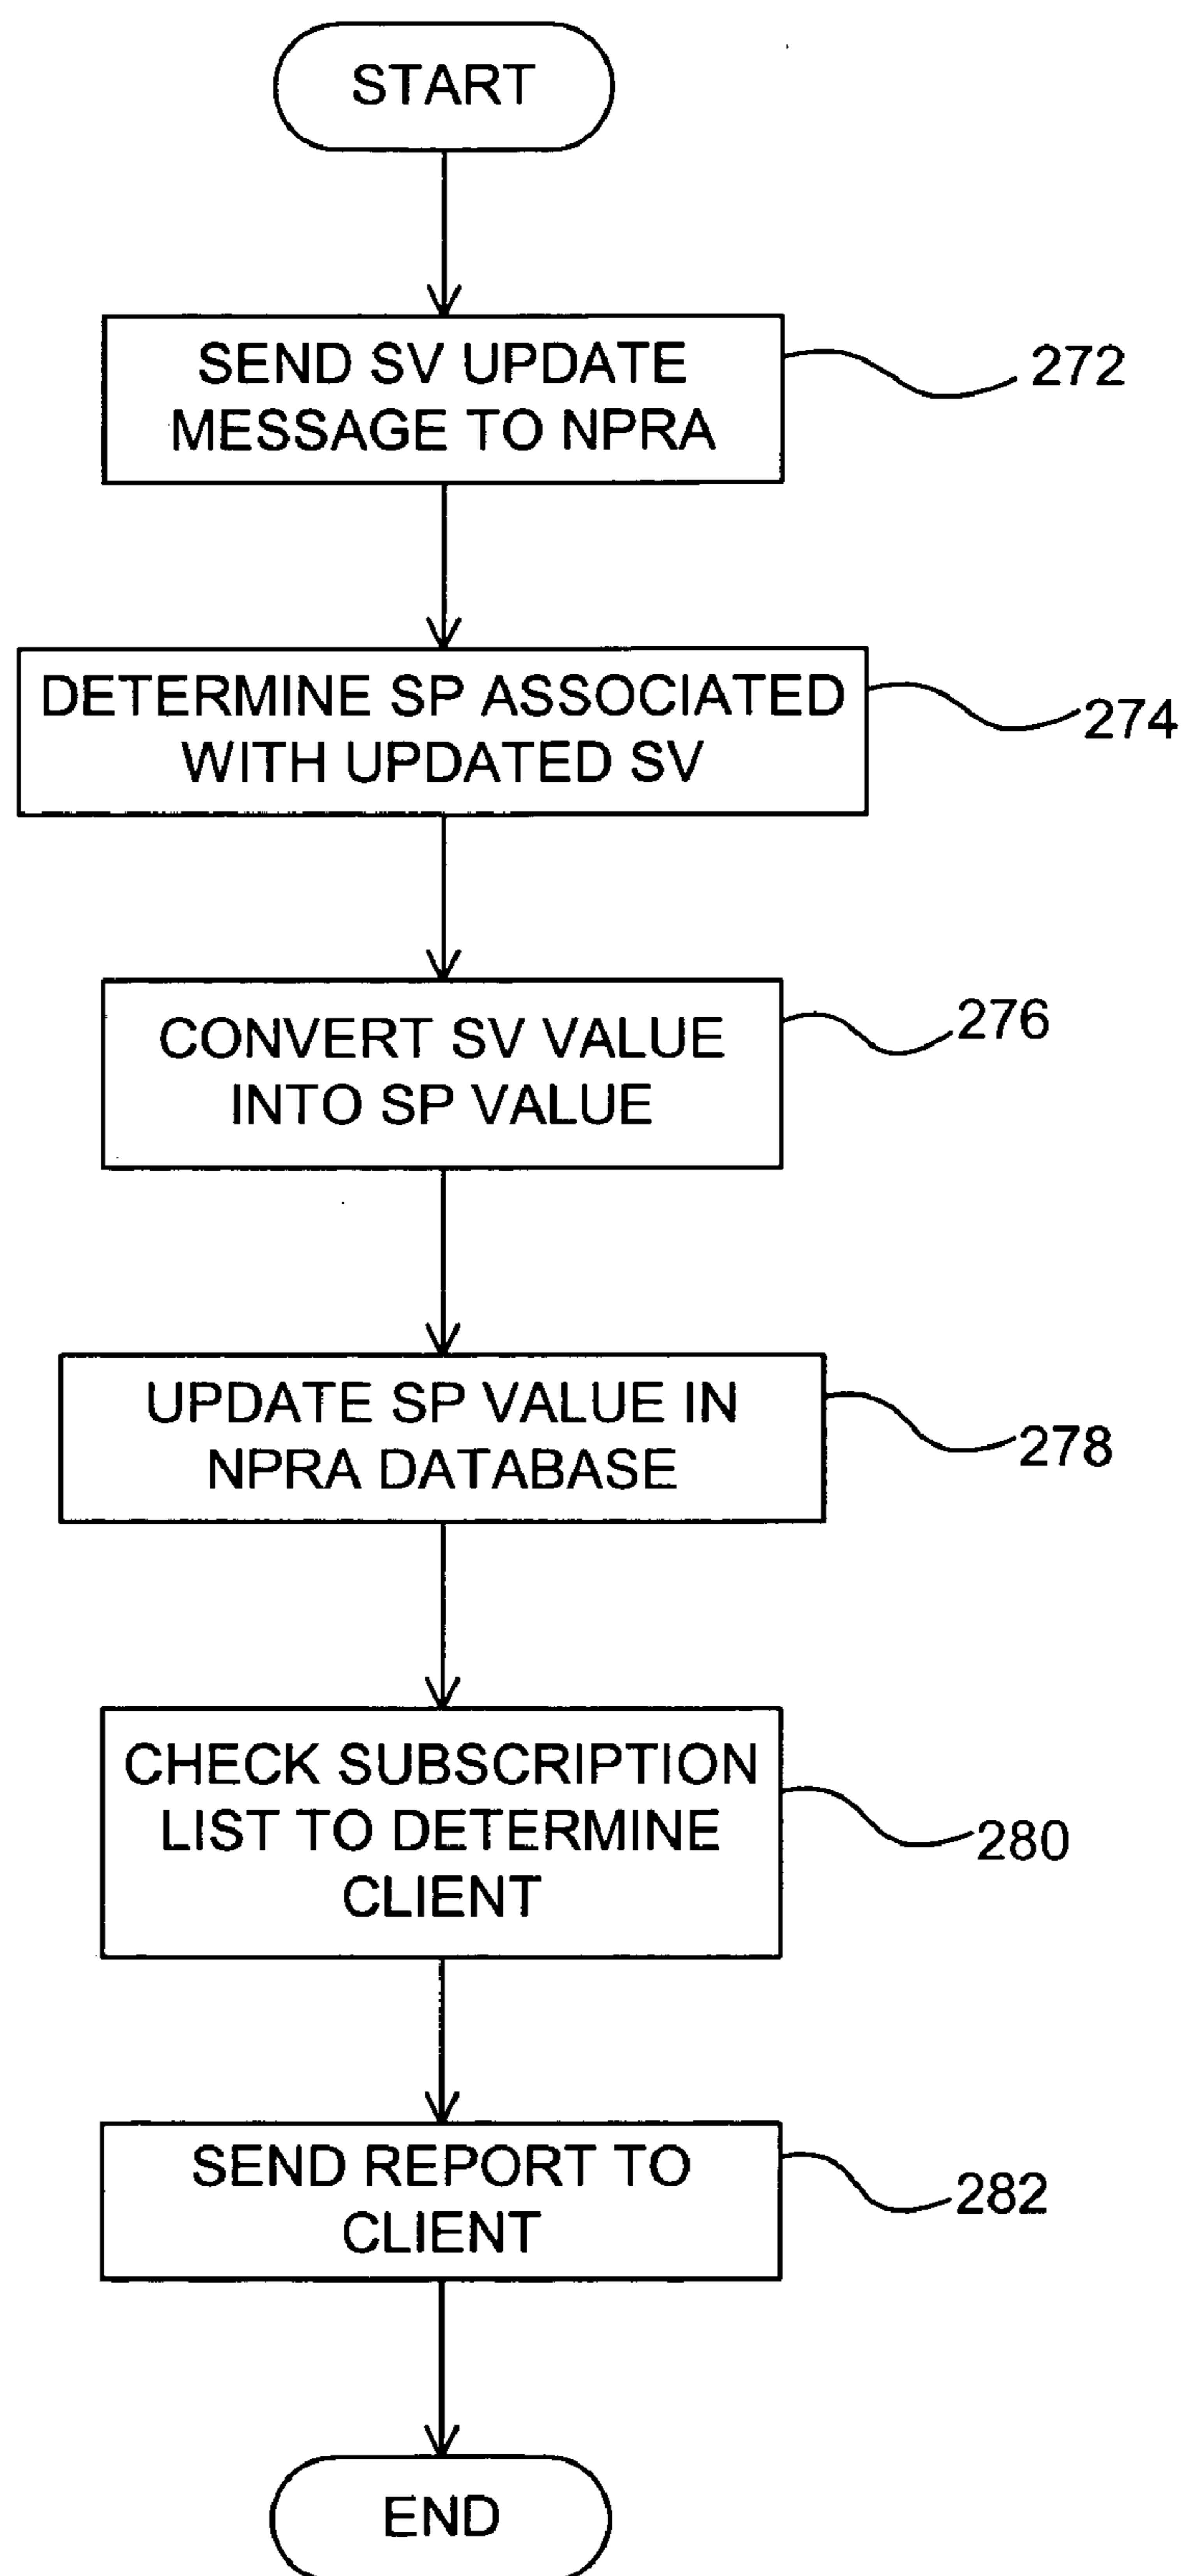 START
SEND SV UPDATE
MESSAGE TO NPRA
272
DETERMINE SP ASSOCIATED
WITH UPDATED SV
274
CONVERT SV VALUE
INTO SP VALUE
276
UPDATE SP VALUE IN
NPRA DATABASE
278
CHECK SUBSCRIPTION
LIST TO DETERMINE
CLIENT
280
SEND REPORT TO
CLIENT
282
END